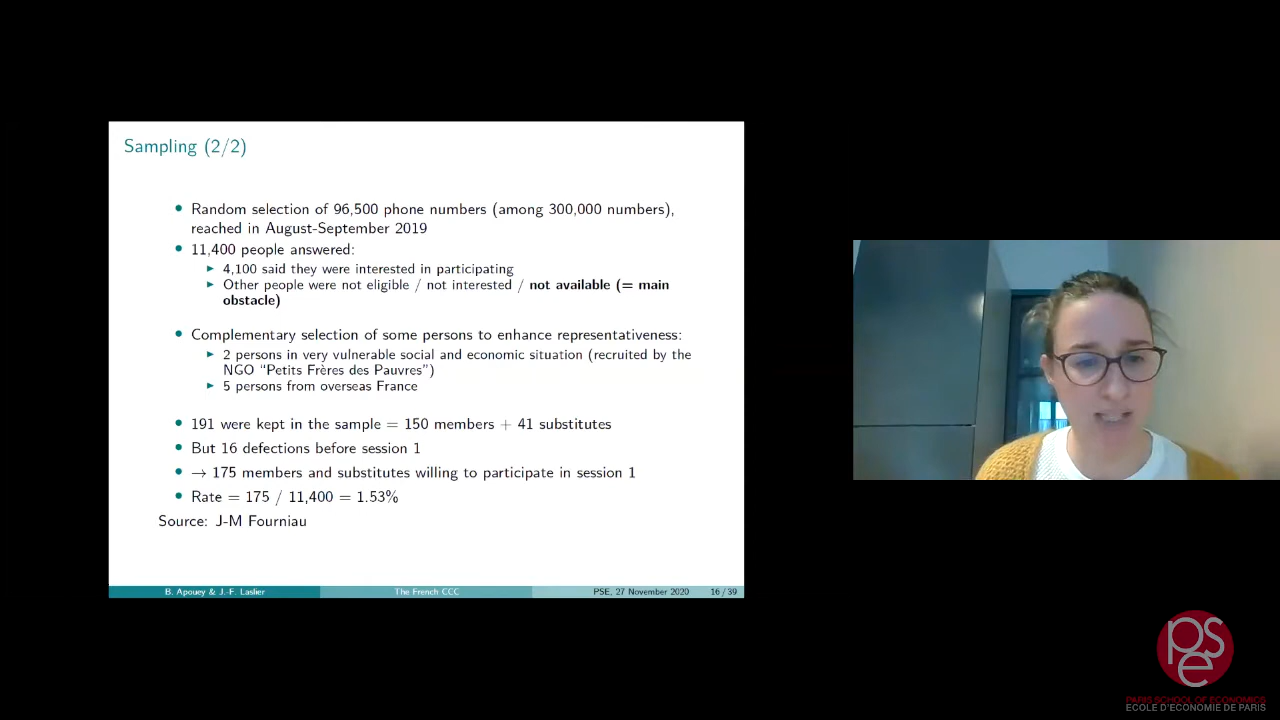 Sampling (2/2)
• Random selection of 96,500 phone numbers (among 300,000 numbers),
reached in August-September 2019
• 11,400 people answered:
▶ 4,100 said they were interested in participating
▶ Other people were not eligible / not interested / not available (= main
obstacle)
• Complementary selection of some persons to enhance representativeness:
▶ 2 persons in very vulnerable social and economic situation (recruited by the
NGO “Petits Frères des Pauvres”)
▶ 5 persons from overseas France
• 191 were kept in the sample = 150 members + 41 substitutes
• But 16 defections before session 1
• → 175 members and substitutes willing to participate in session 1
• Rate = 175 / 11,400 = 1.53%
Source: J-M Fourniau
B. Apouey & J.-F. Laslier The French CCC PSE, 27 November 2020 16 / 39
pse
PARIS SCHOOL OF ECONOMICS
ECOLE D'ECONOMIE DE PARIS